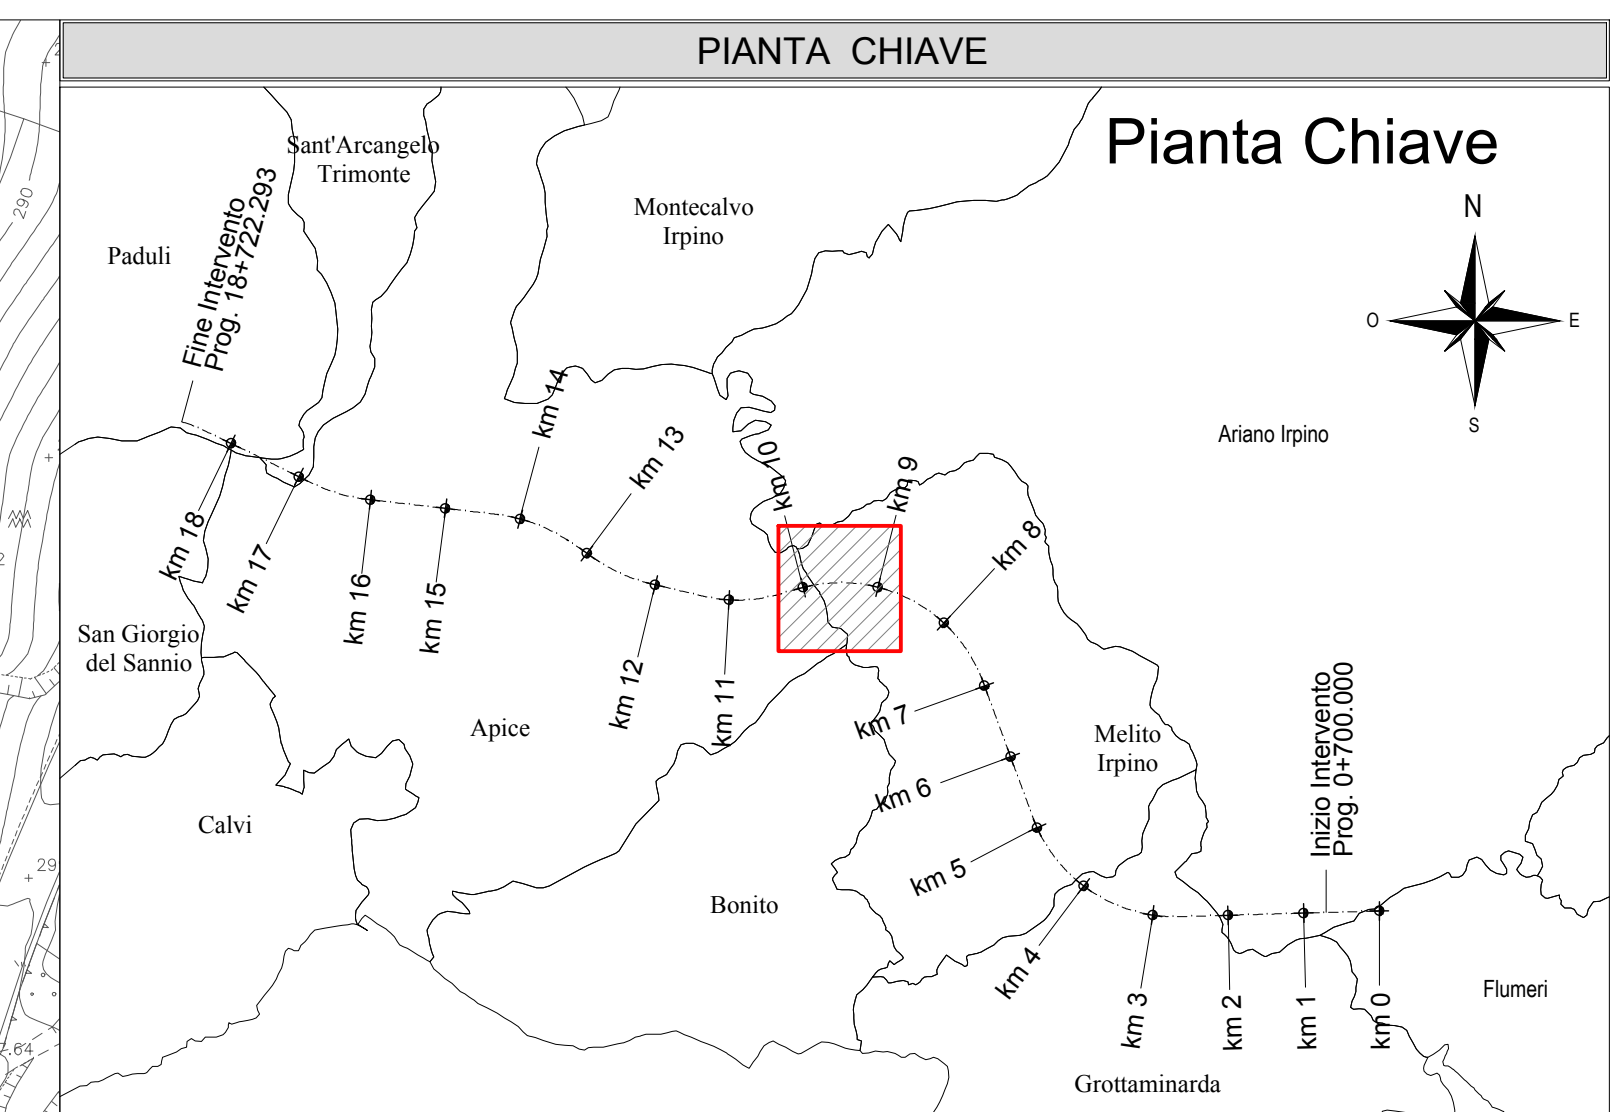 PIANTA CHIAVE
Pianta Chiave
Sant'Arcangelo
Trimonte
Montecalvo
Irpino
Paduli
Fine Intervento
Prog. 18+722.293
N
O
E
S
Ariano Irpino
km 18
km 17
km 16
km 15
km 14
km 13
km 12
km 11
km 10
km 9
km 8
km 7
km 6
km 5
km 4
km 3
km 2
km 1
km 0
San Giorgio
del Sannio
Apice
Melito
Irpino
Inizio Intervento
Prog. 0+700.000
Calvi
Bonito
Flumeri
Grottaminarda
290
29